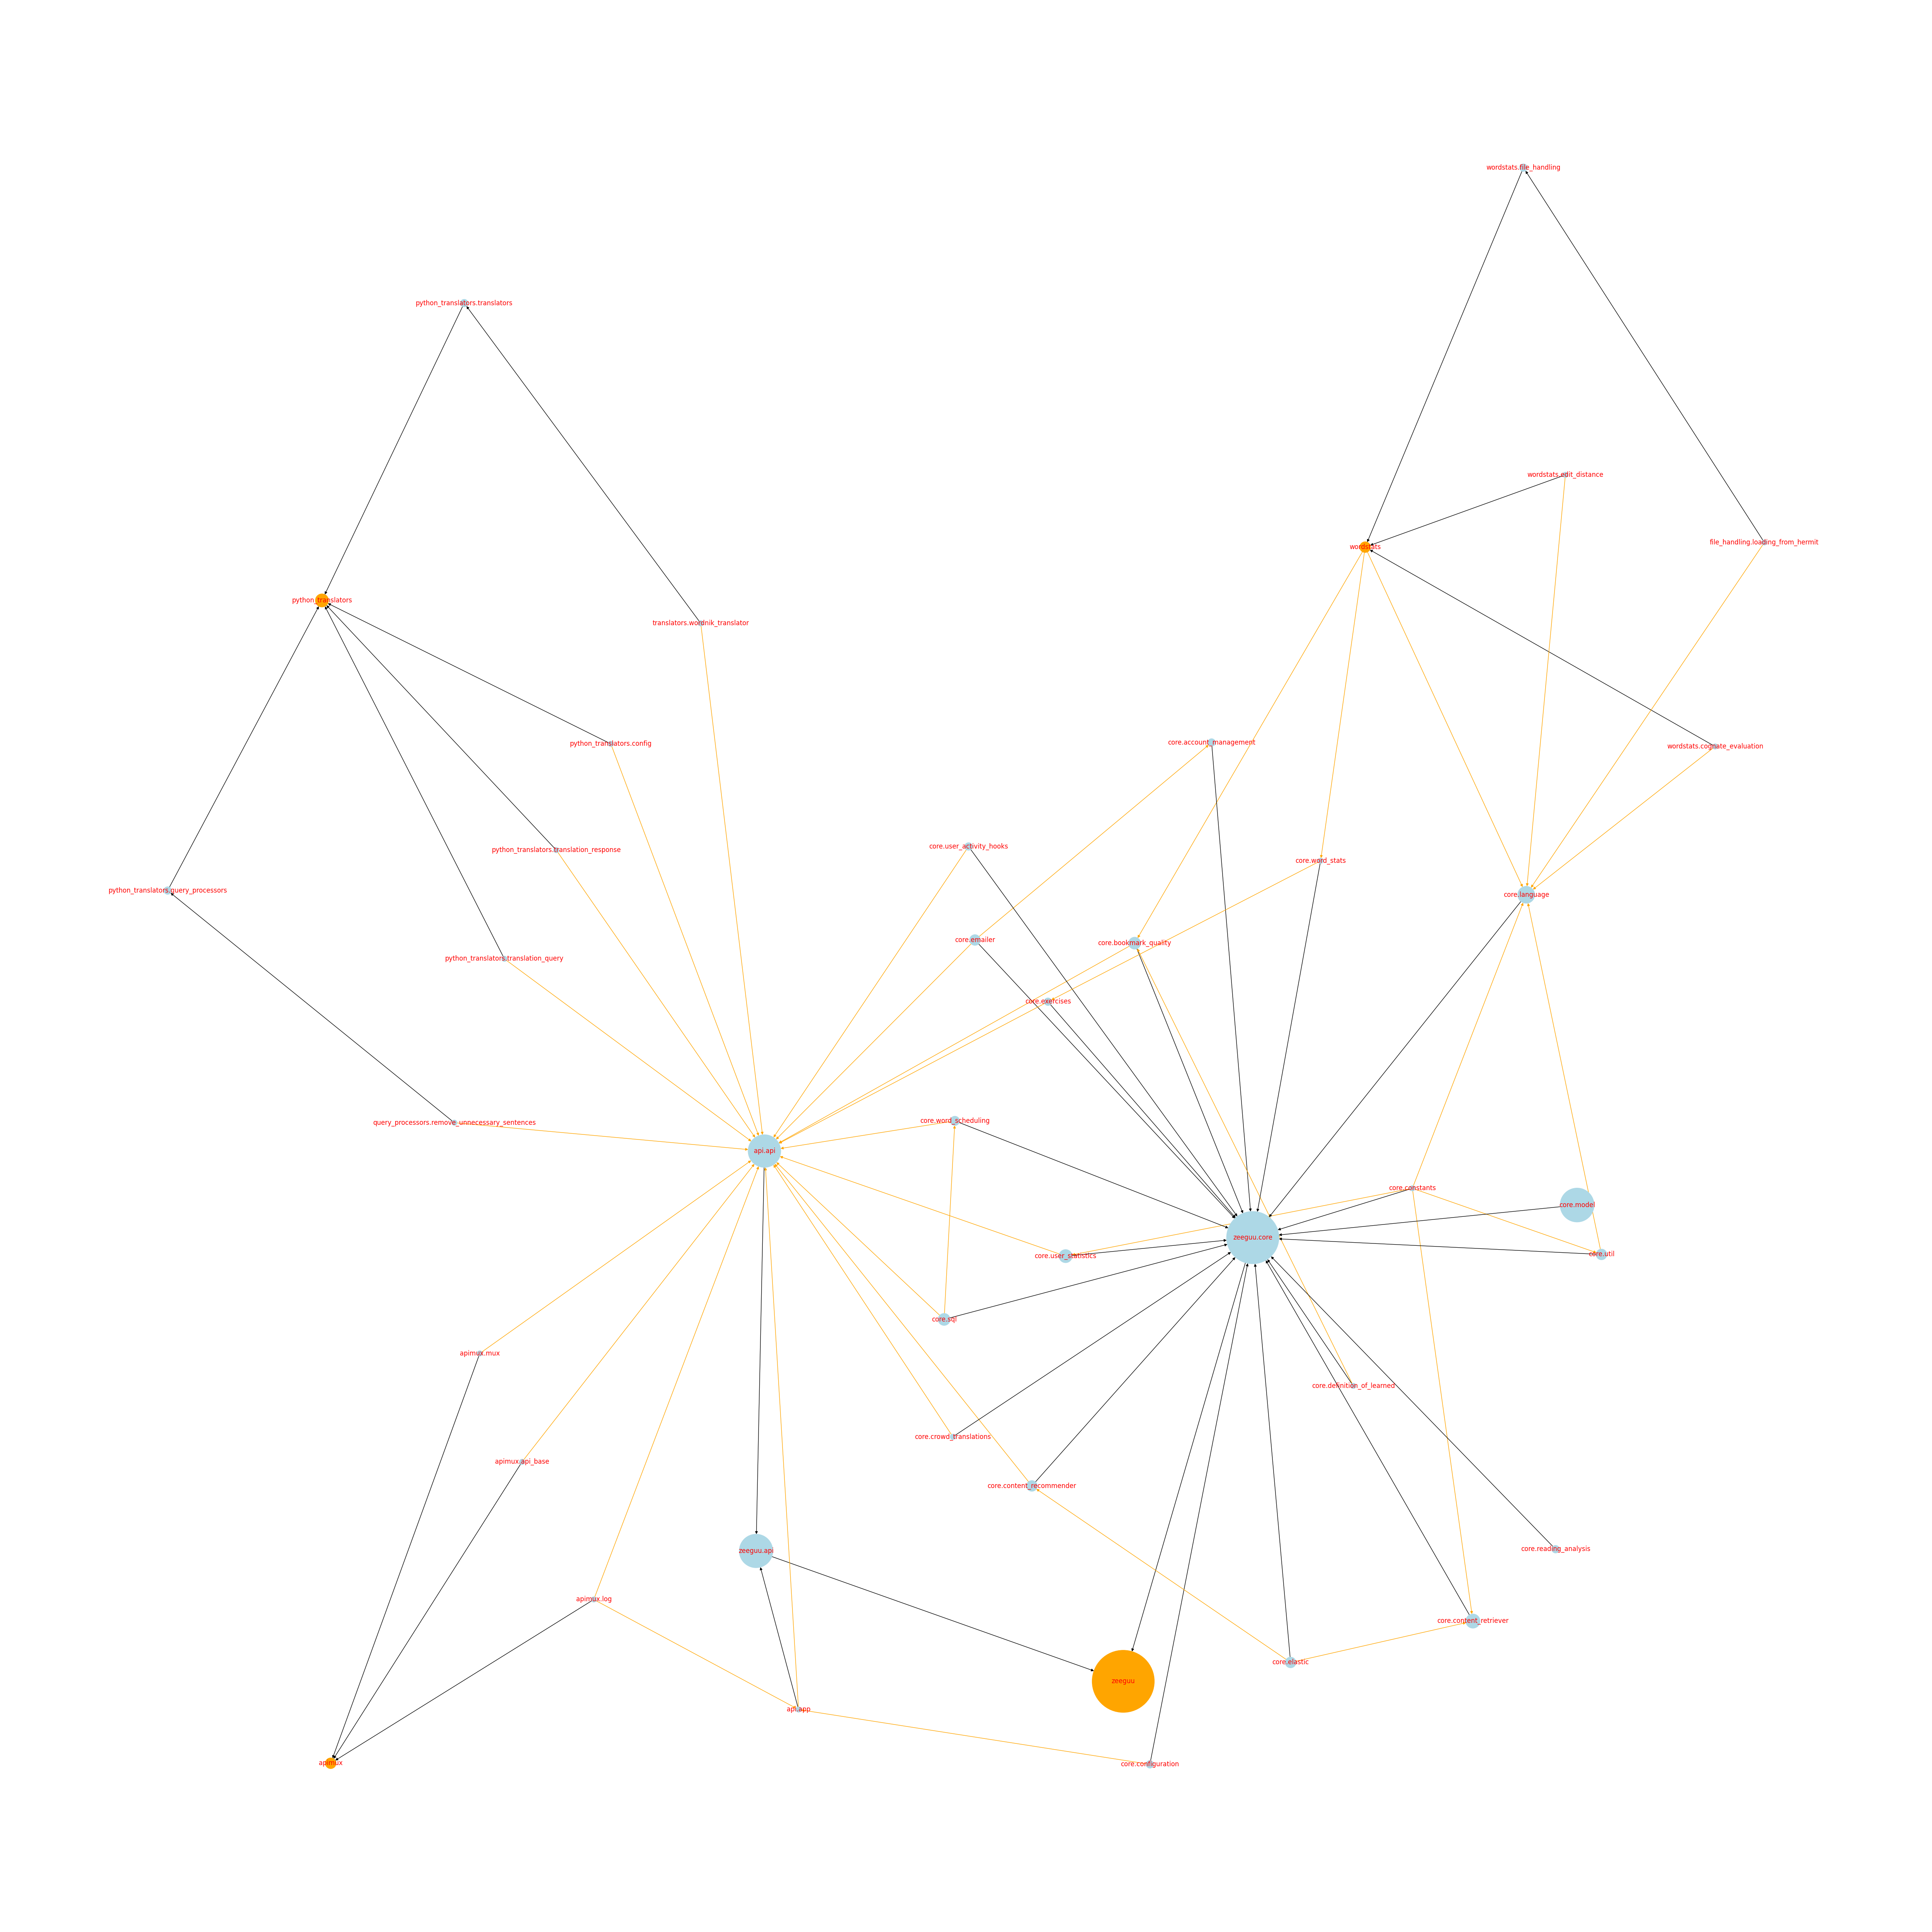 wordstats.file_handling
python_translators.translators
wordstats.edit_distance
file_handling.loading_from_hermit
wordstats
python_translators
translators.wordnik_translator
core.account_management
python_translators.config
wordstats.cognate_evaluation
core.user_activity_hooks
python_translators.translation_response
core.word_stats
python_translators.query_processors
core.language
core.emailer
core.bookmark_quality
python_translators.translation_query
core.exercises
core.word_scheduling
query_processors.remove_unnecessary_sentences
api.api
core.constants
core.model
zeeguu.core
core.user_statistics
core.util
core.sql
apimux.mux
core.definition_of_learned
core.crowd_translations
apimux.api_base
core.content_recommender
zeeguu.api
core.reading_analysis
apimux.log
core.content_retriever
core.elastic
zeeguu
api.app
apimux
core.configuration